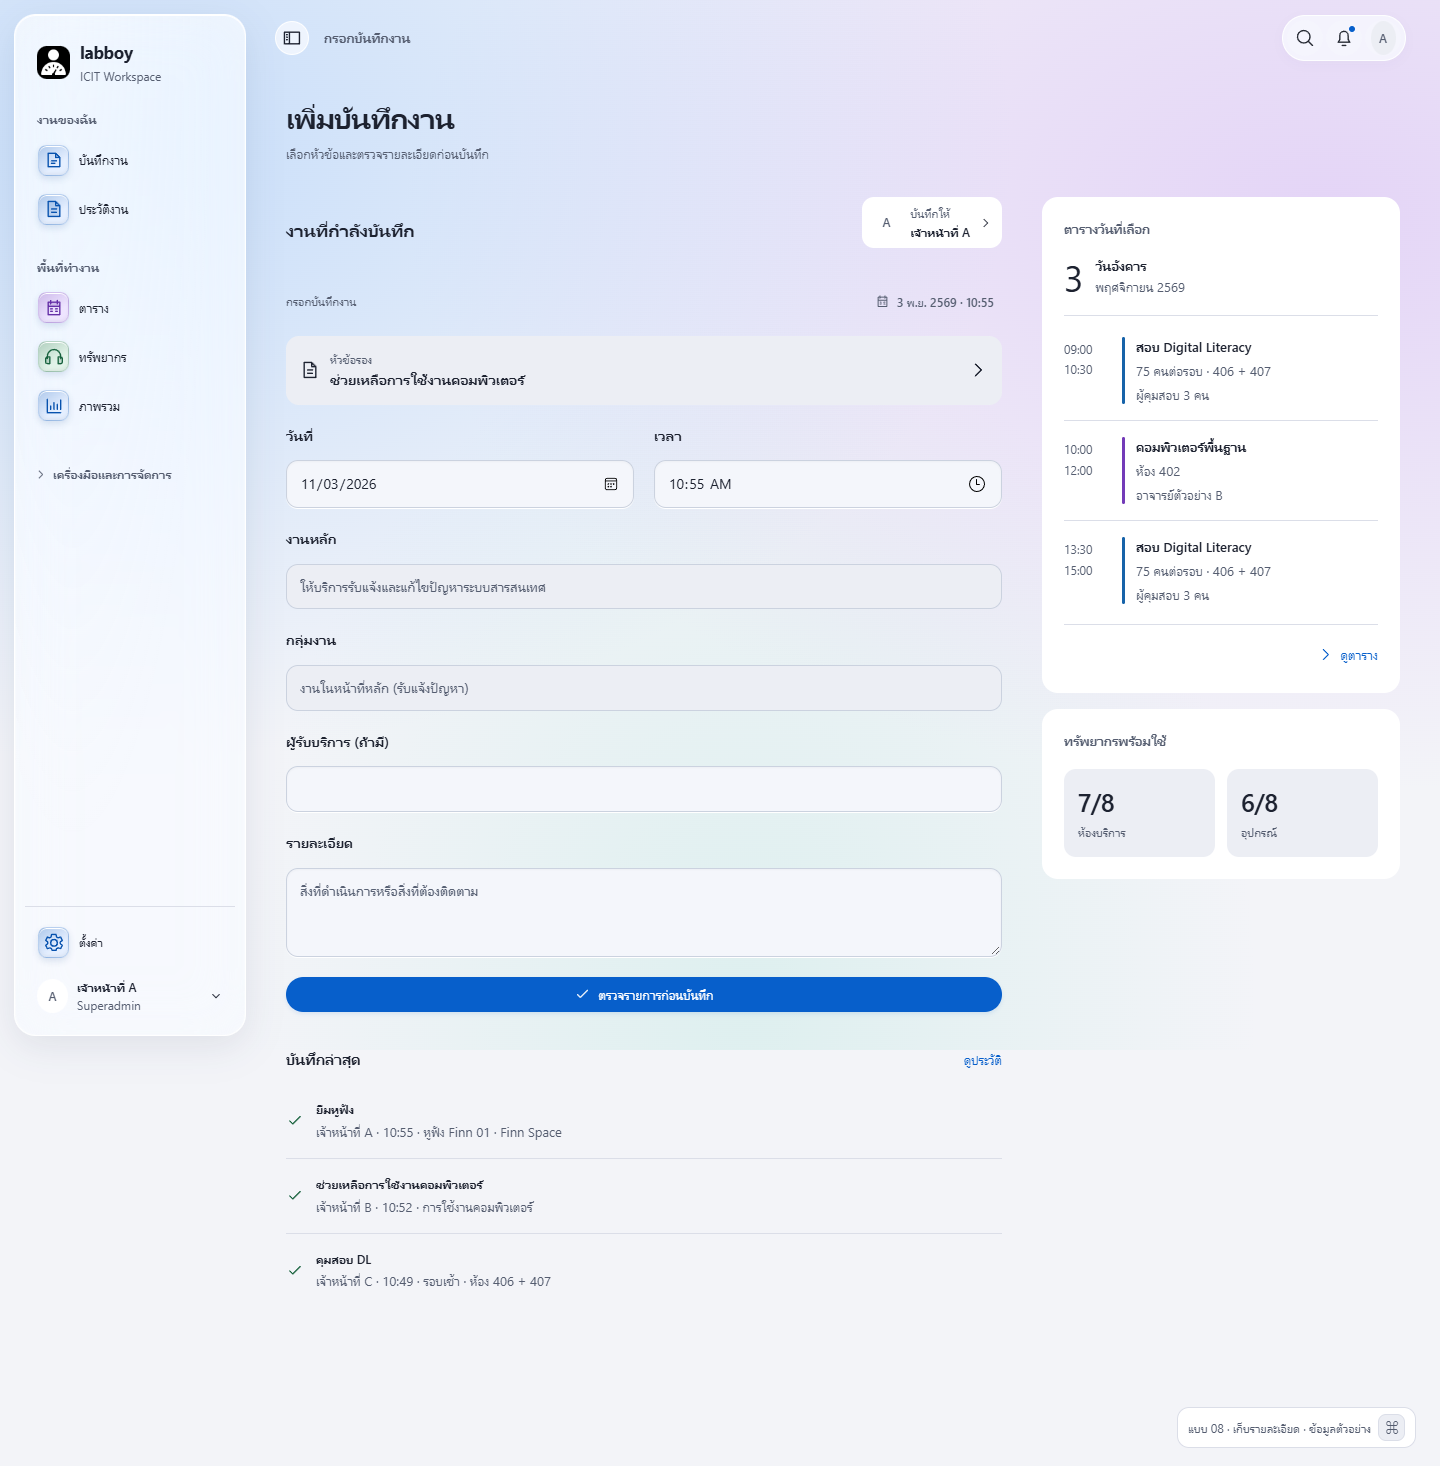 labboy
ICIT Workspace
งานของฉัน
บันทึกงาน
ประวัติงาน
พื้นที่ทำงาน
ตาราง
ทรัพยากร
ภาพรวม
เครื่องมือและการจัดการ
ตั้งค่า
A
เจ้าหน้าที่ A
Superadmin
กรอกบันทึกงาน
A
เพิ่มบันทึกงาน
เลือกหัวข้อและตรวจรายละเอียดก่อนบันทึก
งานที่กำลังบันทึก
A
บันทึกให้
เจ้าหน้าที่ A
กรอกบันทึกงาน
3 พ.ย. 2569 · 10:55
หัวข้อรอง
ช่วยเหลือการใช้งานคอมพิวเตอร์
วันที่
เวลา
11/03/2026
10:55 AM
งานหลัก
ให้บริการรับแจ้งและแก้ไขปัญหาระบบสารสนเทศ
กลุ่มงาน
งานในหน้าที่หลัก (รับแจ้งปัญหา)
ผู้รับบริการ (ถ้ามี)
รายละเอียด
สิ่งที่ดำเนินการหรือสิ่งที่ต้องติดตาม
ตรวจรายการก่อนบันทึก
บันทึกล่าสุด
ดูประวัติ
ยืมหูฟัง
เจ้าหน้าที่ A · 10:55 · หูฟัง Finn 01 · Finn Space
ช่วยเหลือการใช้งานคอมพิวเตอร์
เจ้าหน้าที่ B · 10:52 · การใช้งานคอมพิวเตอร์
คุมสอบ DL
เจ้าหน้าที่ C · 10:49 · รอบเช้า · ห้อง 406 + 407
ตารางวันที่เลือก
3
วันอังคาร
พฤศจิกายน 2569
09:00
10:30
สอบ Digital Literacy
75 คนต่อรอบ · 406 + 407
ผู้คุมสอบ 3 คน
10:00
12:00
คอมพิวเตอร์พื้นฐาน
ห้อง 402
อาจารย์ตัวอย่าง B
13:30
15:00
สอบ Digital Literacy
75 คนต่อรอบ · 406 + 407
ผู้คุมสอบ 3 คน
ดูตาราง
ทรัพยากรพร้อมใช้
7/8
ห้องบริการ
6/8
อุปกรณ์
แบบ 08 · เก็บรายละเอียด · ข้อมูลตัวอย่าง ⌘